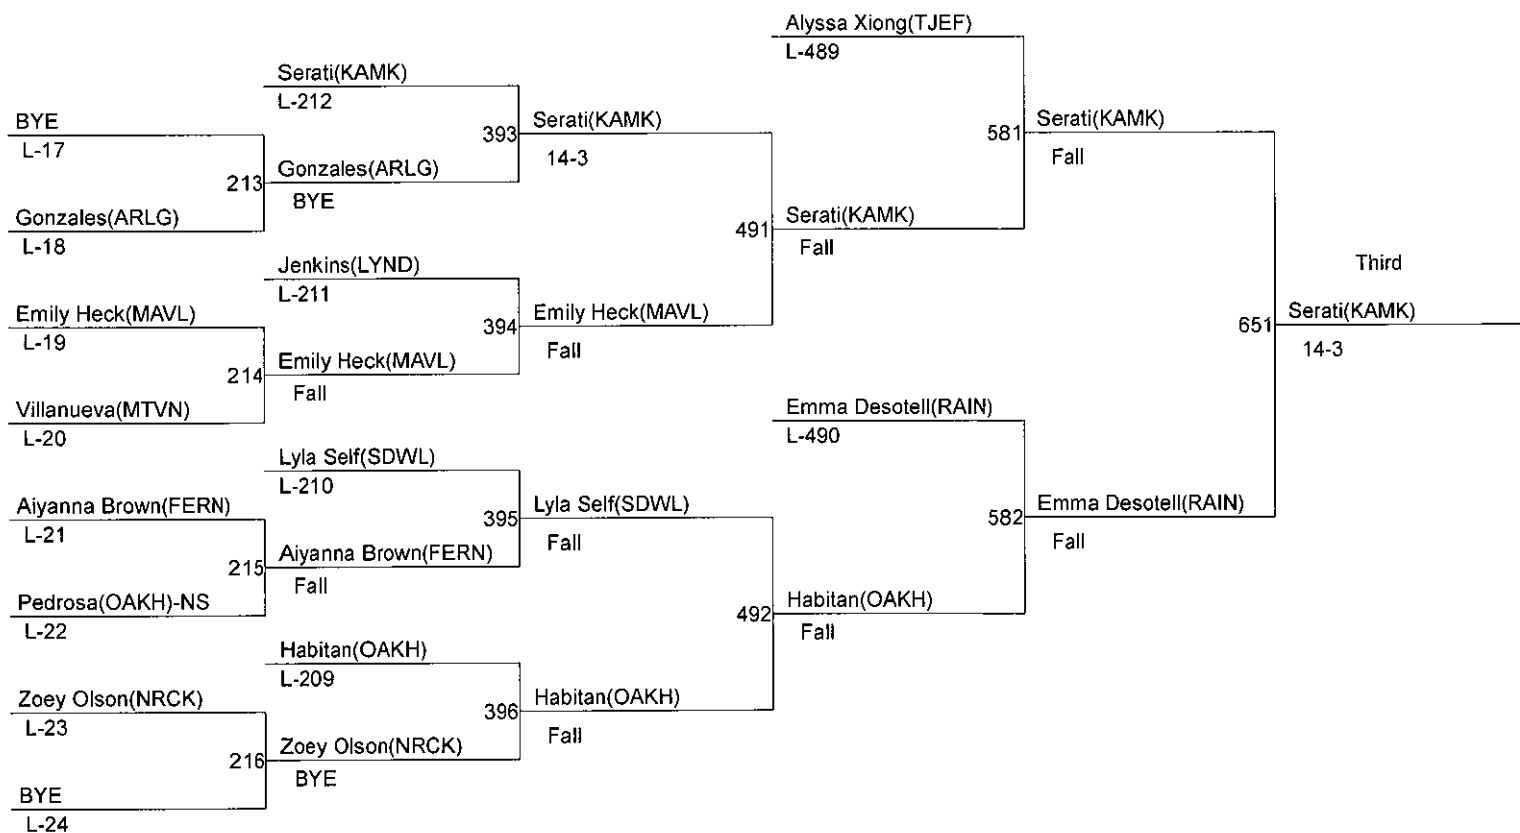 Alyssa Xiong(TJEF)
L-489
Serati(KAMK)
L-212
BYE
L-17
393
Serati(KAMK)
14-3
581
Serati(KAMK)
Fall
213
Gonzales(ARLG)
BYE
Gonzales(ARLG)
L-18
491
Serati(KAMK)
Fall
Jenkins(LYND)
L-211
Third
Emily Heck(MAVL)
L-19
394
Emily Heck(MAVL)
Fall
651
Serati(KAMK)
14-3
214
Emily Heck(MAVL)
Fall
Villanueva(MTVN)
L-20
Emma Desotell(RAIN)
L-490
Lyla Self(SDWL)
L-210
Aiyanna Brown(FERN)
L-21
395
Lyla Self(SDWL)
Fall
582
Emma Desotell(RAIN)
Fall
215
Aiyanna Brown(FERN)
Fall
Pedrosa(OAKH)-NS
L-22
492
Habitan(OAKH)
Fall
Habitan(OAKH)
L-209
Zoey Olson(NRCK)
L-23
396
Habitan(OAKH)
Fall
216
Zoey Olson(NRCK)
BYE
BYE
L-24